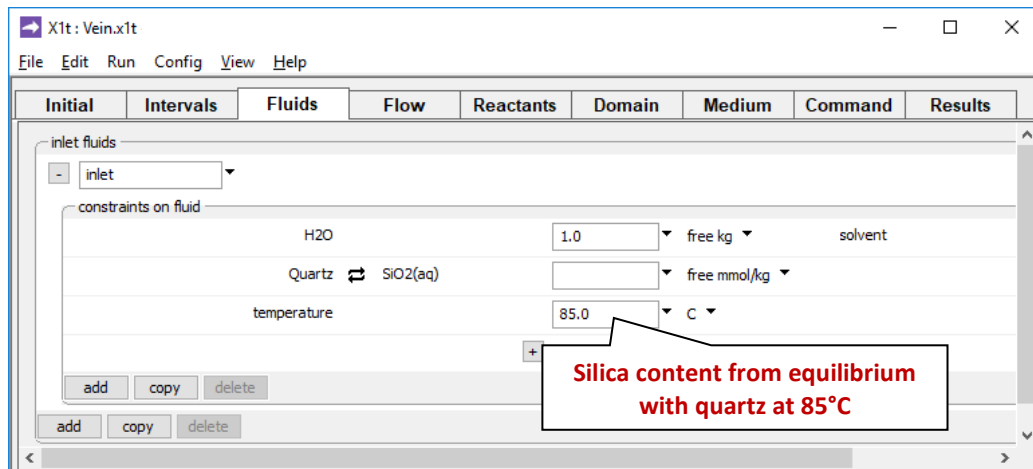 X1t : Vein.x1t
File Edit Run Config View Help
Initial Intervals Fluids Flow Reactants Domain Medium Command Results
inlet fluids
- inlet
constraints on fluid
H2O 1.0 free kg solvent
Quartz SiO2(aq) free mmol/kg
temperature 85.0 C
+
Silica content from equilibrium
with quartz at 85°C
add copy delete
add copy delete